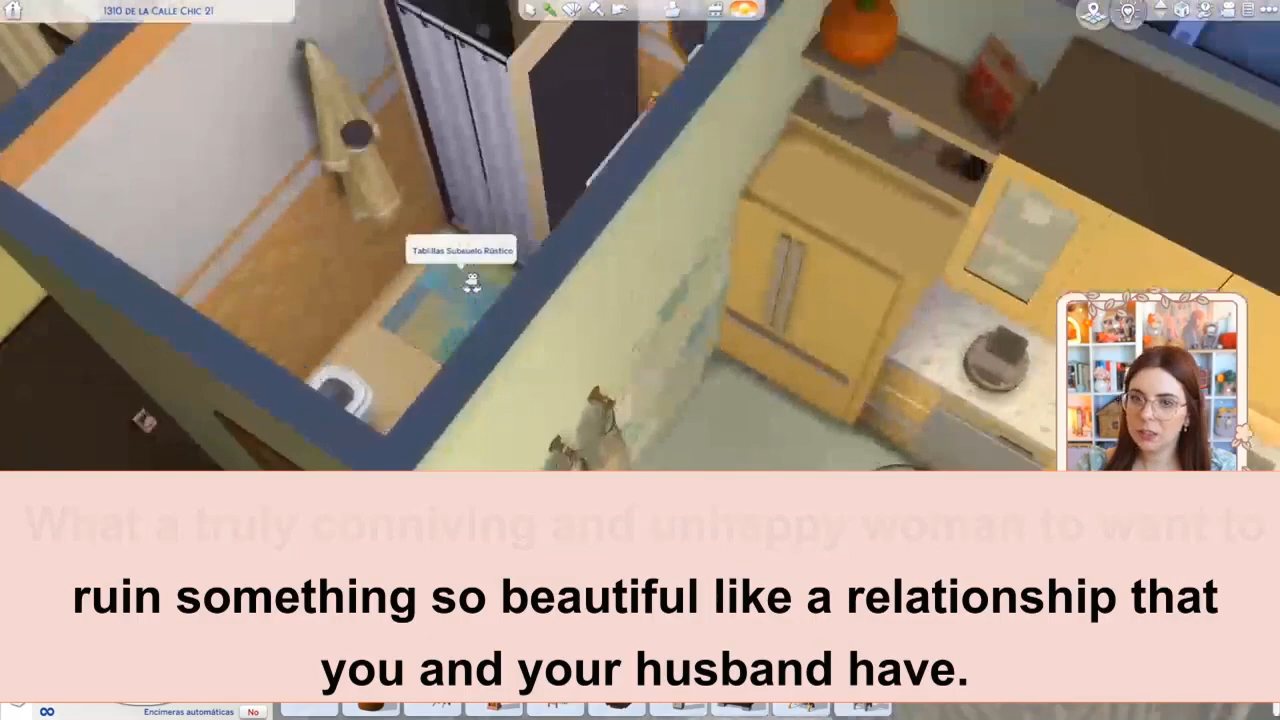 1310 DE LA CALLE CHIC 21
Tablillas Subsuelo Rústico
What a truly conniving and unhappy woman to want to
ruin something so beautiful like a relationship that
you and your husband have.
Encimeras automáticas No